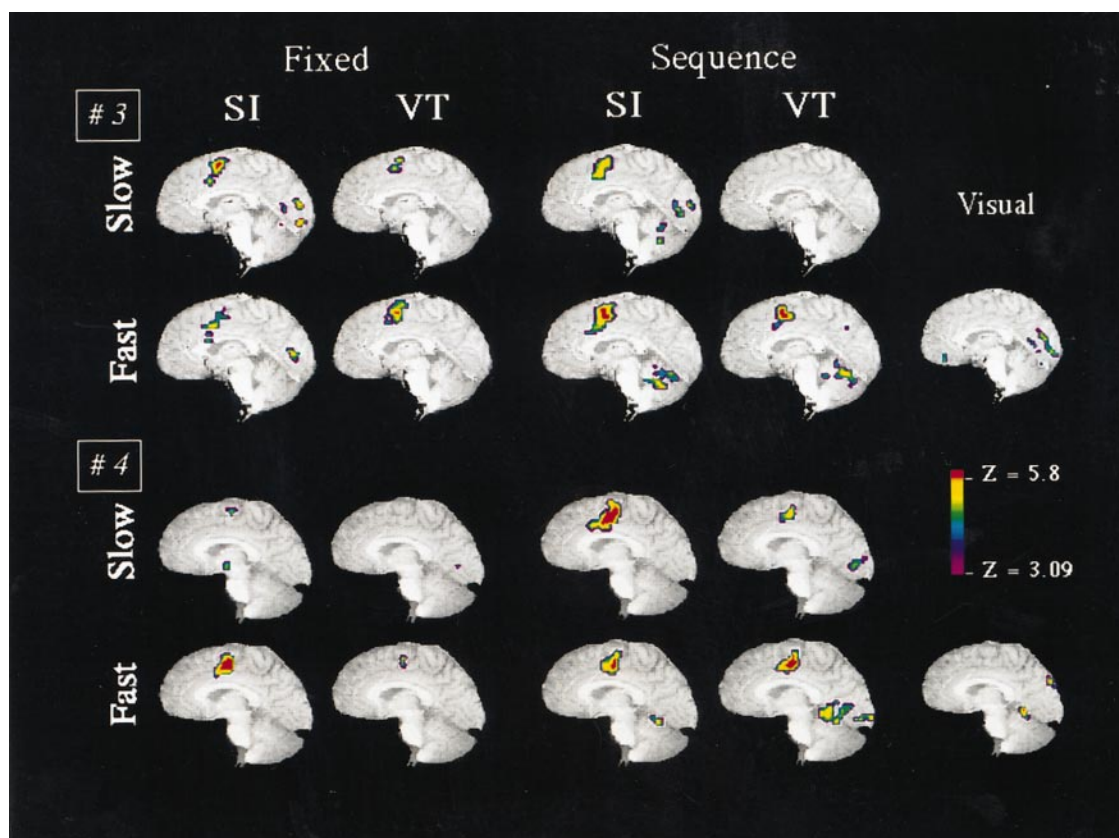 Fixed Sequence
# 3 SI VT SI VT
Slow
Visual
Fast
# 4
Z = 5.8
Slow
Z = 3.09
Fast